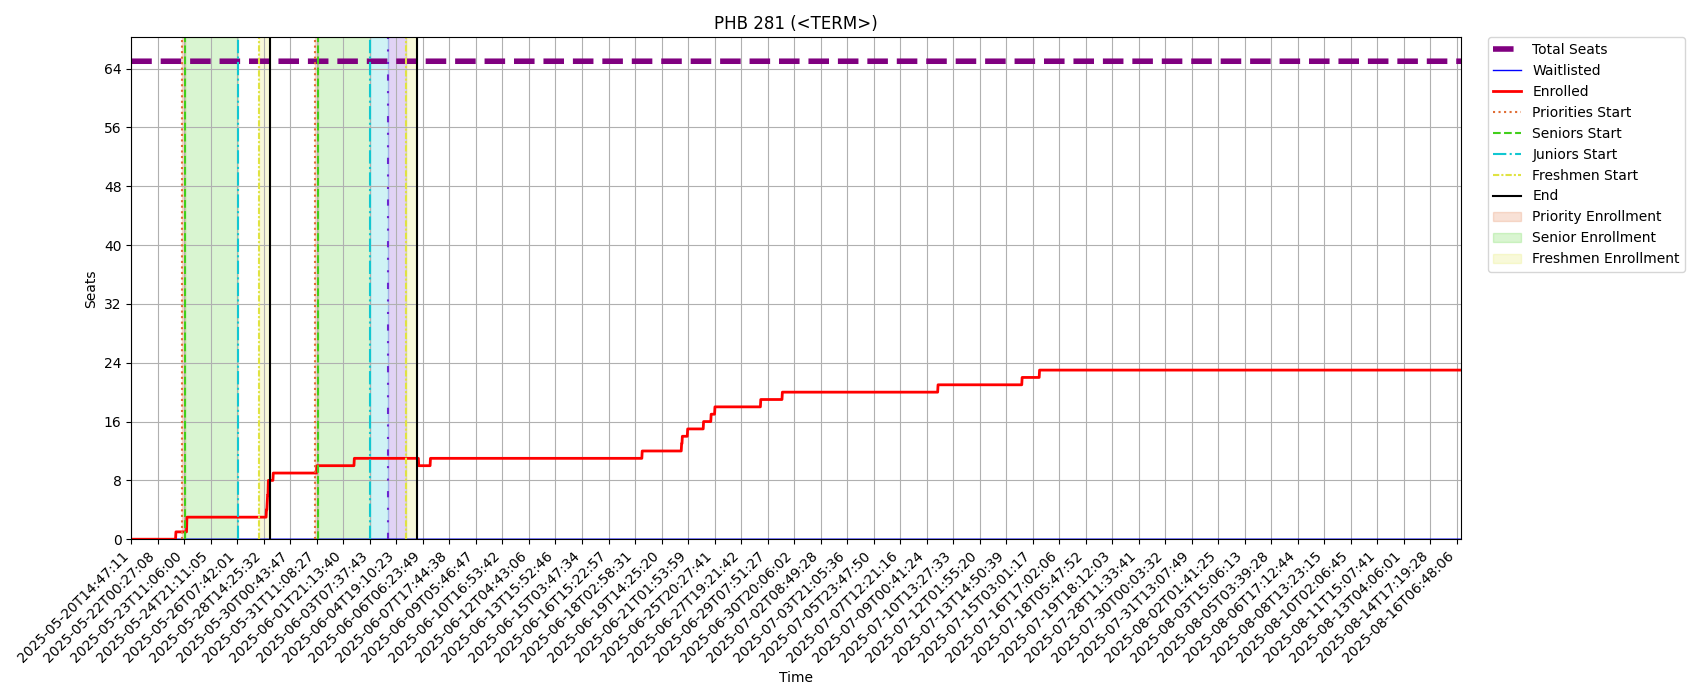 PHB 281 (<TERM>)
Total Seats
Waitlisted
Enrolled
Priorities Start
Seniors Start
Juniors Start
Freshmen Start
End
Priority Enrollment
Senior Enrollment
Freshmen Enrollment
Seats
64
56
48
40
32
24
16
8
0
2025-05-20T14:47:11
2025-05-22T00:27:08
2025-05-23T11:06:00
2025-05-24T21:11:05
2025-05-26T07:42:01
2025-05-28T14:25:32
2025-05-30T00:43:47
2025-05-31T11:08:27
2025-06-01T21:13:40
2025-06-03T07:37:43
2025-06-04T19:10:23
2025-06-06T06:23:49
2025-06-07T17:44:38
2025-06-09T05:46:47
2025-06-10T16:53:42
2025-06-12T04:43:06
2025-06-13T15:52:46
2025-06-15T03:47:34
2025-06-16T15:22:57
2025-06-18T02:58:31
2025-06-19T14:25:20
2025-06-21T01:53:59
2025-06-25T20:27:41
2025-06-27T19:21:42
2025-06-29T07:51:27
2025-06-30T20:06:02
2025-07-02T08:49:28
2025-07-03T21:05:36
2025-07-05T23:47:50
2025-07-07T12:21:16
2025-07-09T00:41:24
2025-07-10T13:27:33
2025-07-12T01:55:20
2025-07-13T14:50:39
2025-07-15T03:01:17
2025-07-16T17:02:06
2025-07-18T05:47:52
2025-07-19T18:12:03
2025-07-28T11:33:41
2025-07-30T00:03:32
2025-07-31T13:07:49
2025-08-02T01:41:25
2025-08-03T15:06:13
2025-08-05T03:39:28
2025-08-06T17:12:44
2025-08-08T13:23:15
2025-08-10T02:06:45
2025-08-11T15:07:41
2025-08-13T04:06:01
2025-08-14T17:19:28
2025-08-16T06:48:06
Time